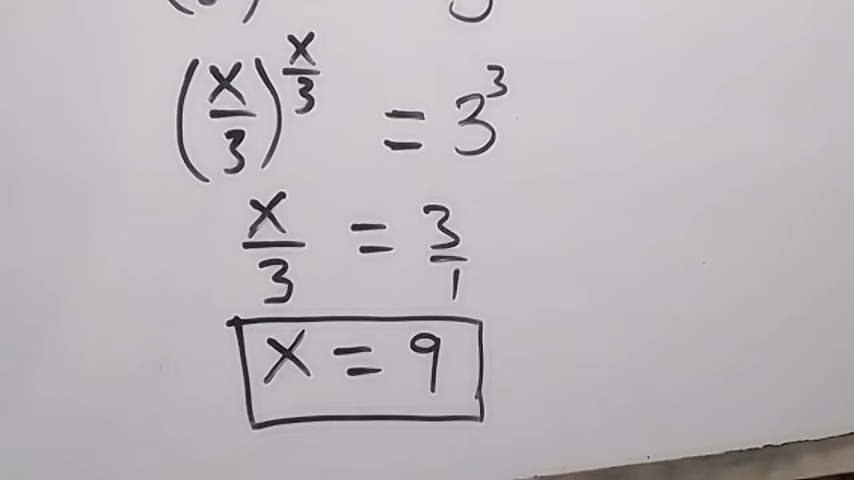 (x/3)^(x/3) = 3^3
x/3 = 3/1
x = 9